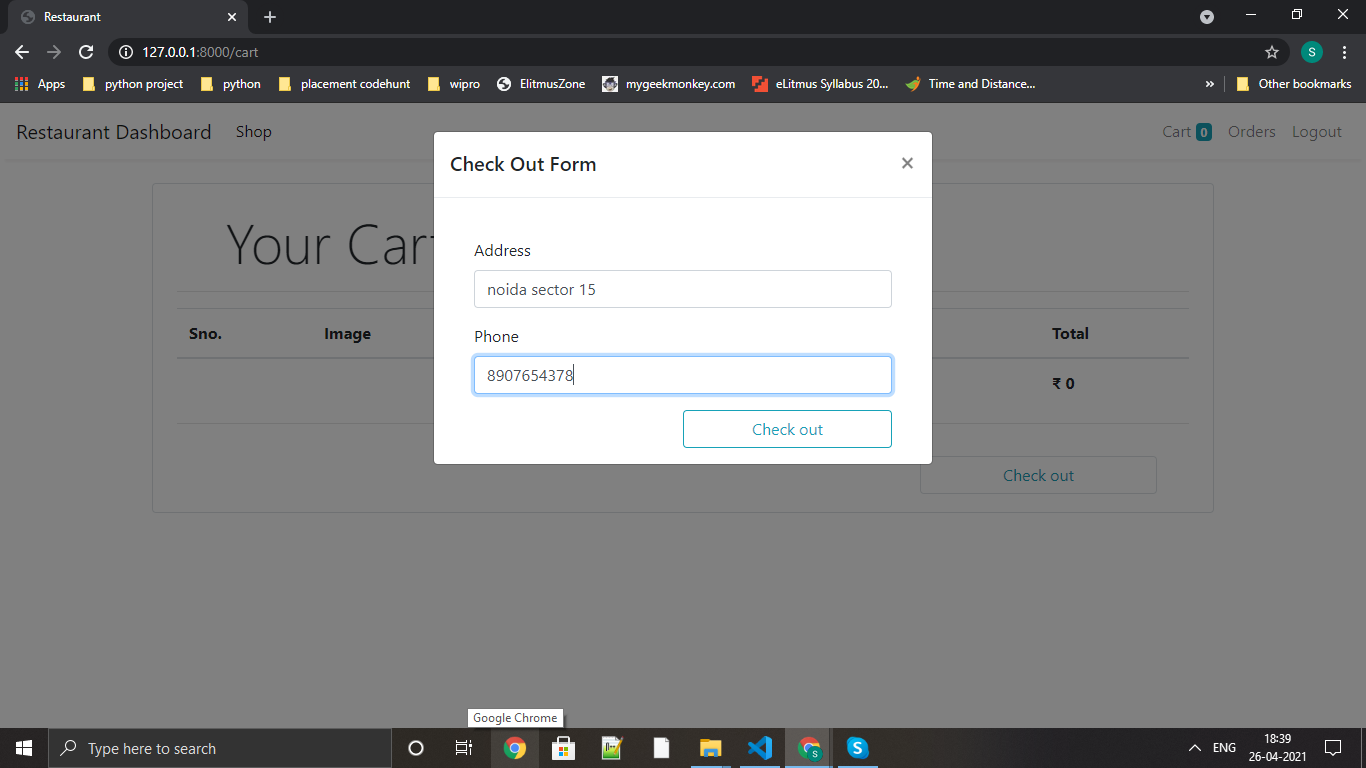 Restaurant
127.0.0.1:8000/cart
S
Apps python project python placement codehunt wipro ElitmusZone mygeekmonkey.com eLitmus Syllabus 20... Time and Distance... » Other bookmarks
Restaurant Dashboard Shop Cart 0 Orders Logout
Check Out Form ×
Your Cart
Address
noida sector 15
Sno. Image Total
Phone
8907654378
₹ 0
Check out
Check out
Google Chrome
Type here to search
ENG
18:39
26-04-2021